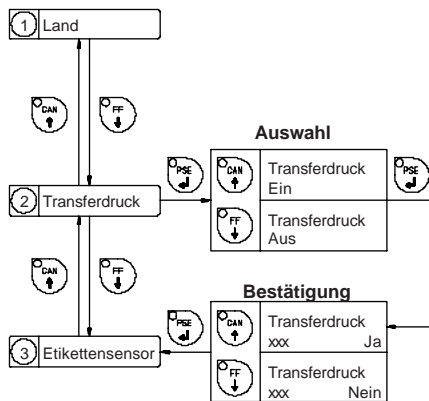 1 Land
CAN FF
Auswahl
PSE CAN Transferdruck PSE
Ein
2 Transferdruck
FF Transferdruck
Aus
CAN FF
Bestätigung
PSE CAN Transferdruck
xxx Ja
3 Etikettensensor
FF Transferdruck
xxx Nein